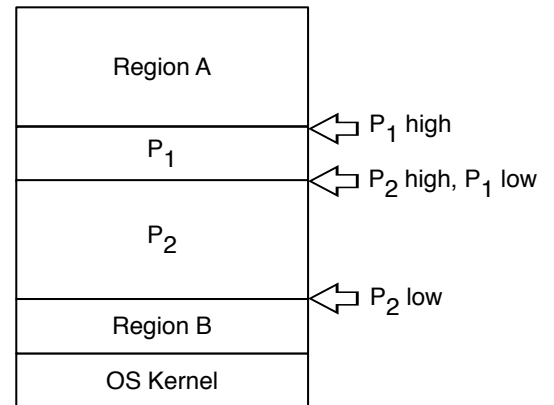 Region A
P1 high
P1
P2 high, P1 low
P2
P2 low
Region B
OS Kernel